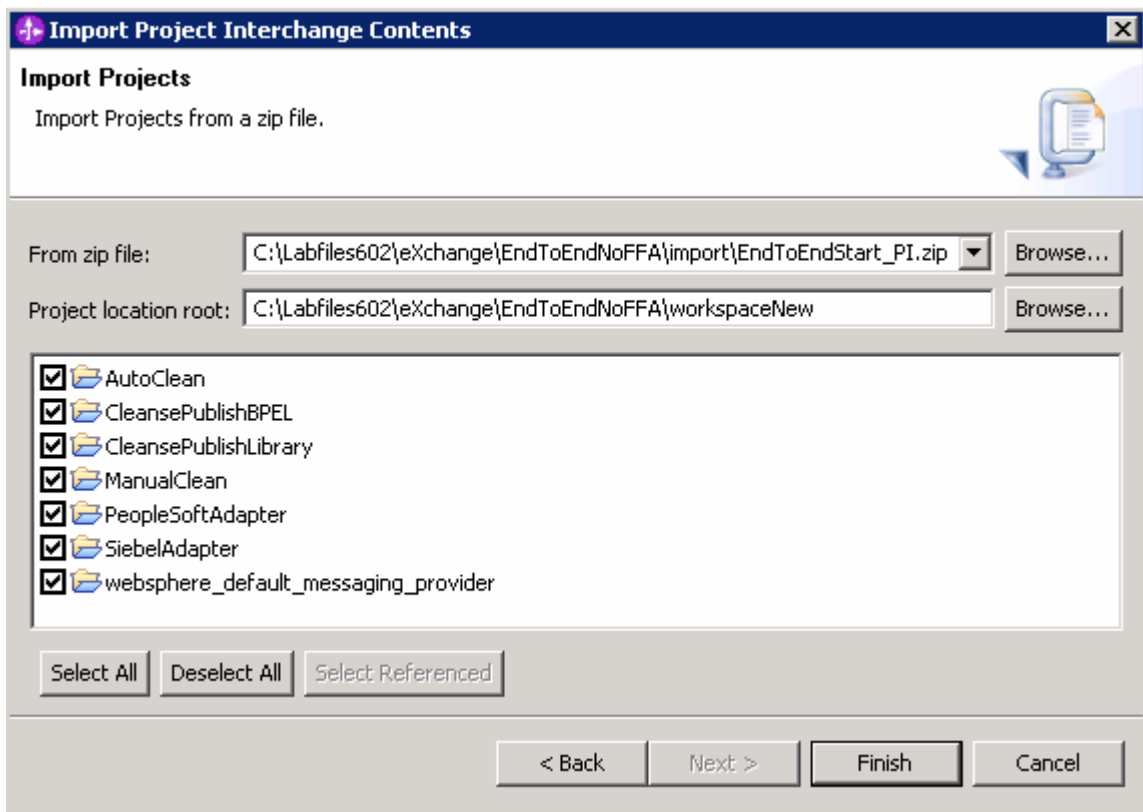 Import Project Interchange Contents
Import Projects
Import Projects from a zip file.
From zip file: C:\Labfiles602\eXchange\EndToEndNoFFA\import\EndToEndStart_PI.zip Browse...
Project location root: C:\Labfiles602\eXchange\EndToEndNoFFA\workspaceNew Browse...
AutoClean
CleansePublishBPEL
CleansePublishLibrary
ManualClean
PeopleSoftAdapter
SiebelAdapter
websphere_default_messaging_provider
Select All Deselect All Select Referenced
< Back Next > Finish Cancel